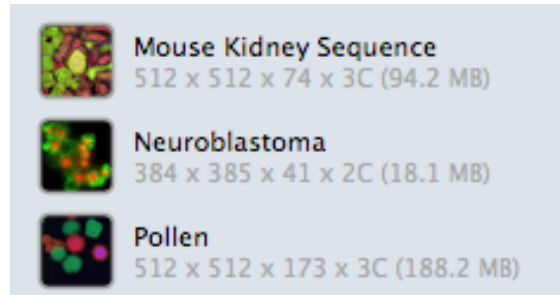 Mouse Kidney Sequence
512 x 512 x 74 x 3C (94.2 MB)
Neuroblastoma
384 x 385 x 41 x 2C (18.1 MB)
Pollen
512 x 512 x 173 x 3C (188.2 MB)